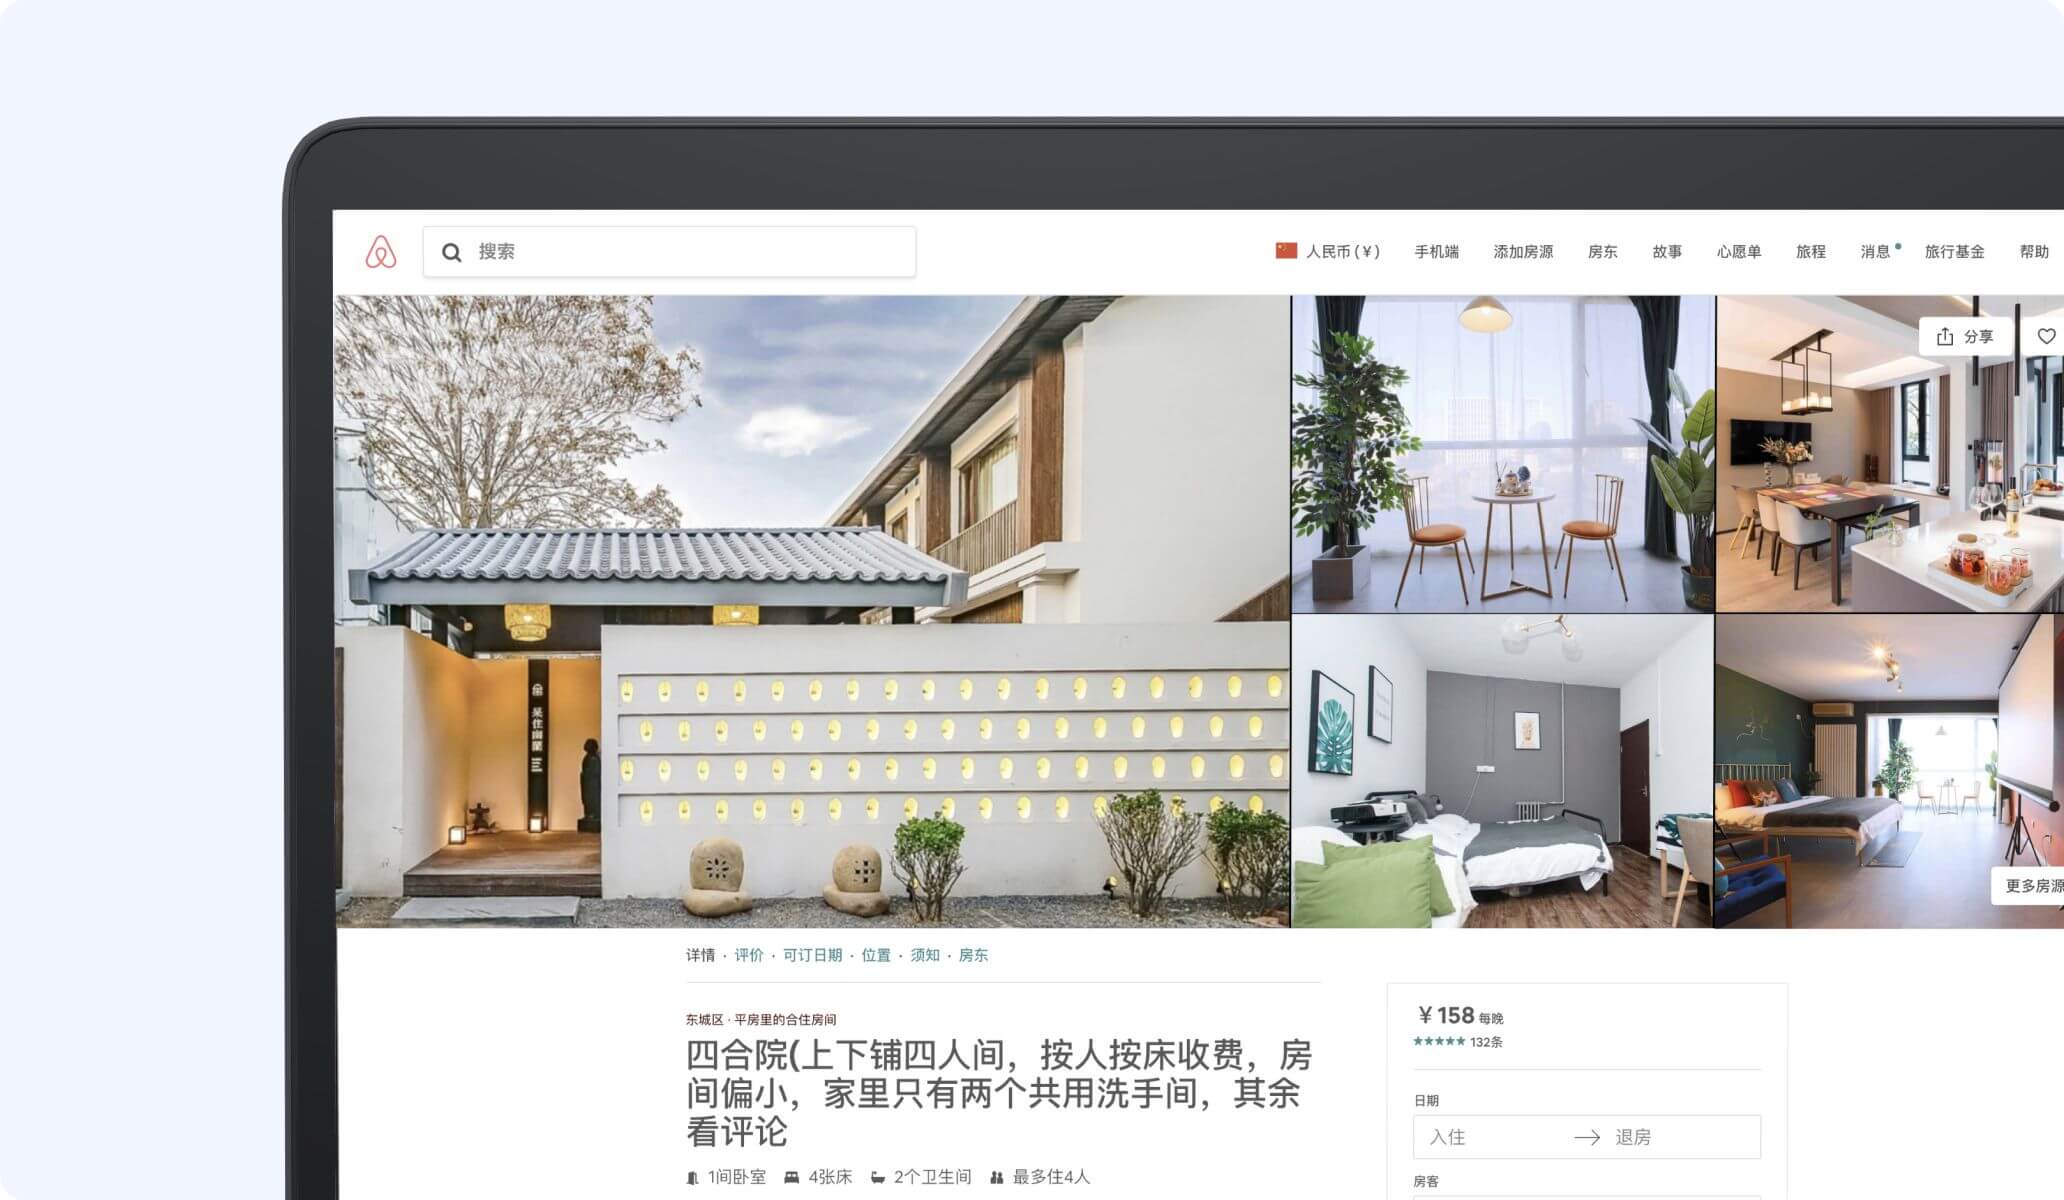 搜索
人民币(¥)
手机端
添加房源
房东
故事
心愿单
旅程
消息
旅行基金
帮助
分享
更多房源
详情 · 评价 · 可订日期 · 位置 · 须知 · 房东
东城区 · 平房里的合住房间
四合院(上下铺四人间，按人按床收费，房
间偏小，家里只有两个共用洗手间，其余
看评论
1间卧室 4张床 2个卫生间 最多住4人
¥158 每晚
132条
日期
入住
退房
房客